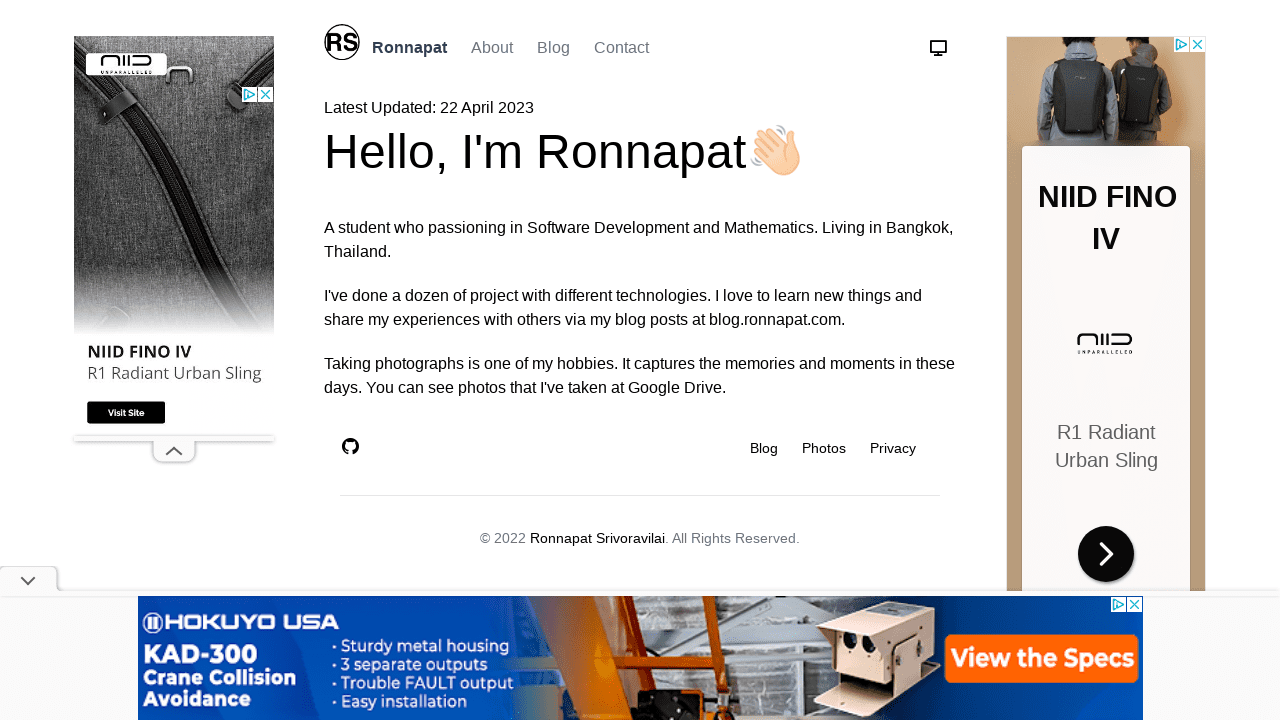 RS Ronnapat About Blog Contact
Latest Updated: 22 April 2023
Hello, I'm Ronnapat👋🏻
A student who passioning in Software Development and Mathematics. Living in Bangkok,
Thailand.
I've done a dozen of project with different technologies. I love to learn new things and
share my experiences with others via my blog posts at blog.ronnapat.com.
Taking photographs is one of my hobbies. It captures the memories and moments in these
days. You can see photos that I've taken at Google Drive.
Blog Photos Privacy
© 2022 Ronnapat Srivoravilai. All Rights Reserved.
NIID
UNPARALLELED
NIID FINO IV
R1 Radiant Urban Sling
Visit Site
NIID FINO
IV
NIID
UNPARALLELED
R1 Radiant
Urban Sling
HOKUYO USA
KAD-300
Crane Collision
Avoidance
• Sturdy metal housing
• 3 separate outputs
• Trouble FAULT output
• Easy installation
View the Specs